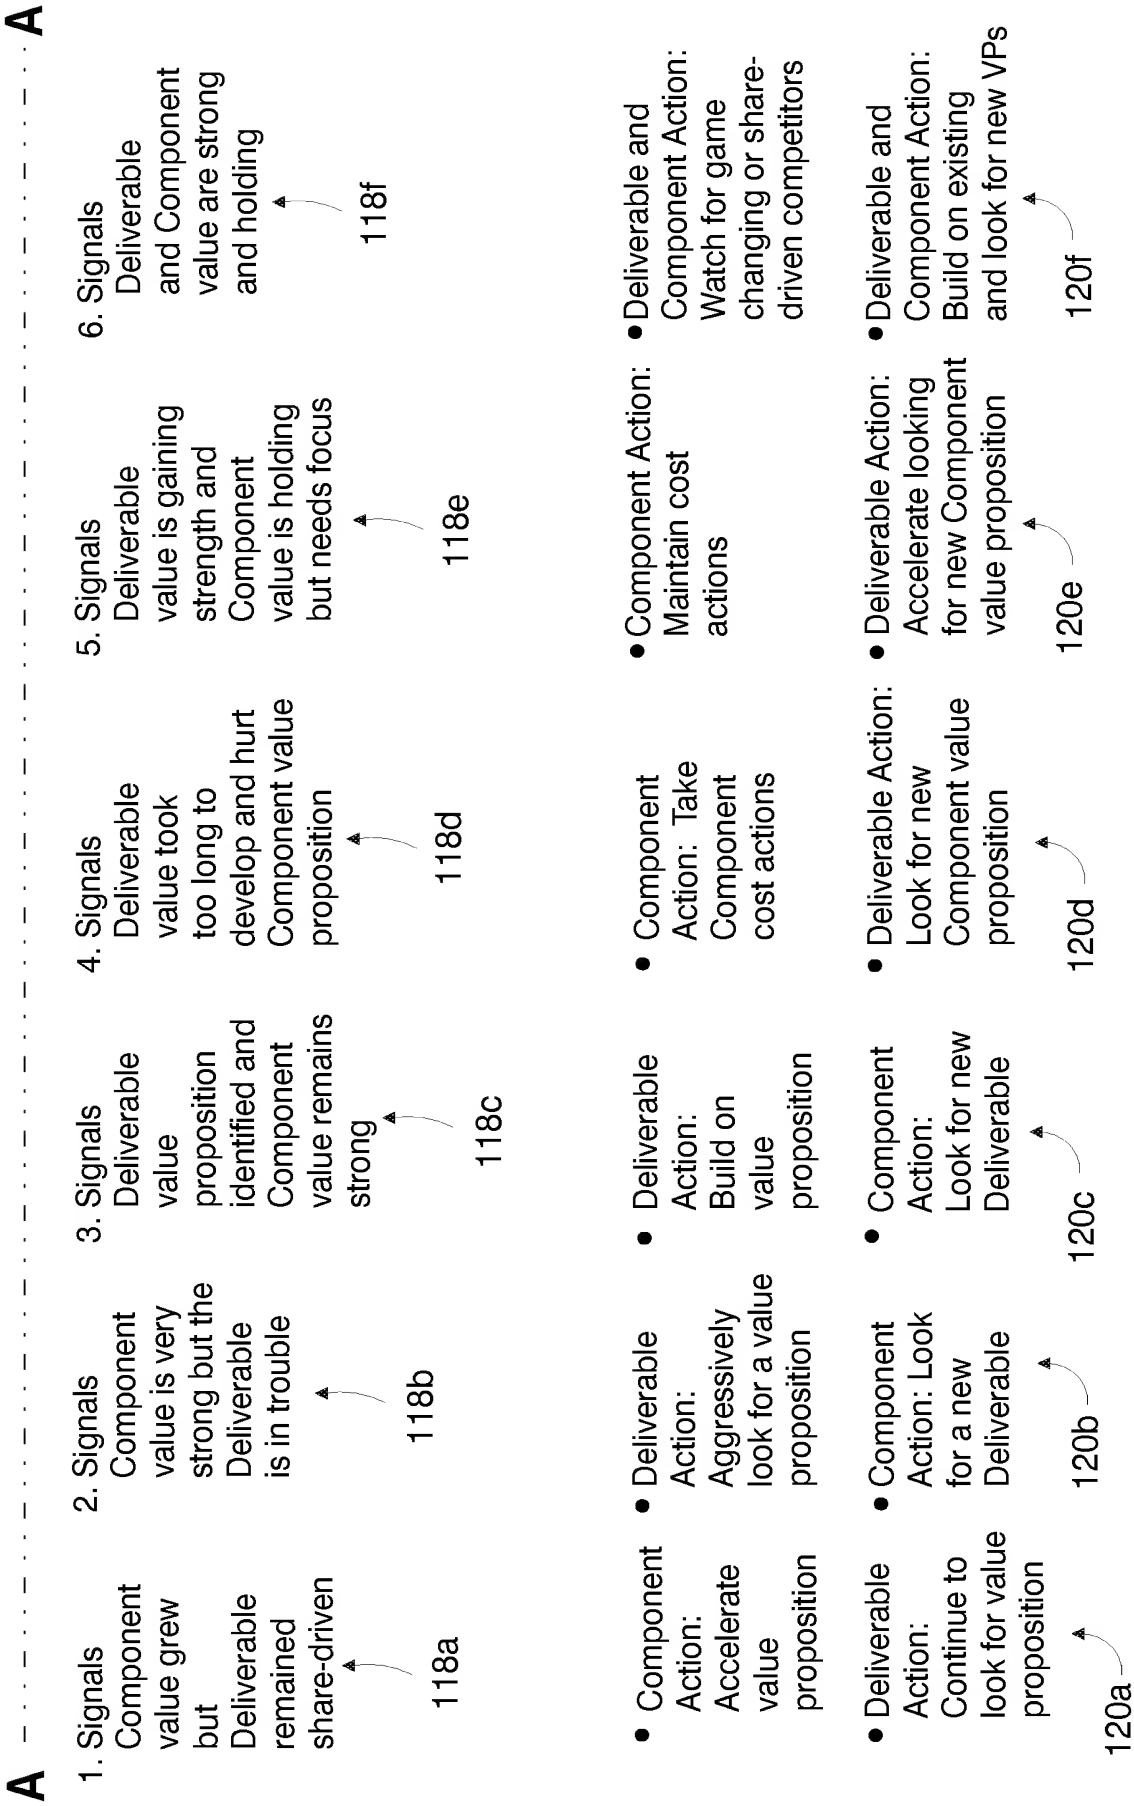 A A
1. Signals
Component
value grew
but
Deliverable
remained
share-driven
118a
2. Signals
Component
value is very
strong but the
Deliverable
is in trouble
118b
3. Signals
Deliverable
value
proposition
identified and
Component
value remains
strong
118c
4. Signals
Deliverable
value took
too long to
develop and hurt
Component value
proposition
118d
5. Signals
Deliverable
value is gaining
strength and
Component
value is holding
but needs focus
118e
6. Signals
Deliverable
and Component
value are strong
and holding
118f
● Component
Action:
Accelerate
value
proposition
● Deliverable
Action:
Continue to
look for value
proposition
120a
● Deliverable
Action:
Aggressively
look for a value
proposition
● Component
Action: Look
for a new
Deliverable
120b
● Deliverable
Action:
Build on
value
proposition
● Component
Action:
Look for new
Deliverable
120c
● Component
Action: Take
Component
cost actions
● Deliverable Action:
Look for new
Component value
proposition
120d
● Component Action:
Maintain cost
actions
● Deliverable Action:
Accelerate looking
for new Component
value proposition
120e
● Deliverable and
Component Action:
Watch for game
changing or share-
driven competitors
● Deliverable and
Component Action:
Build on existing
and look for new VPs
120f